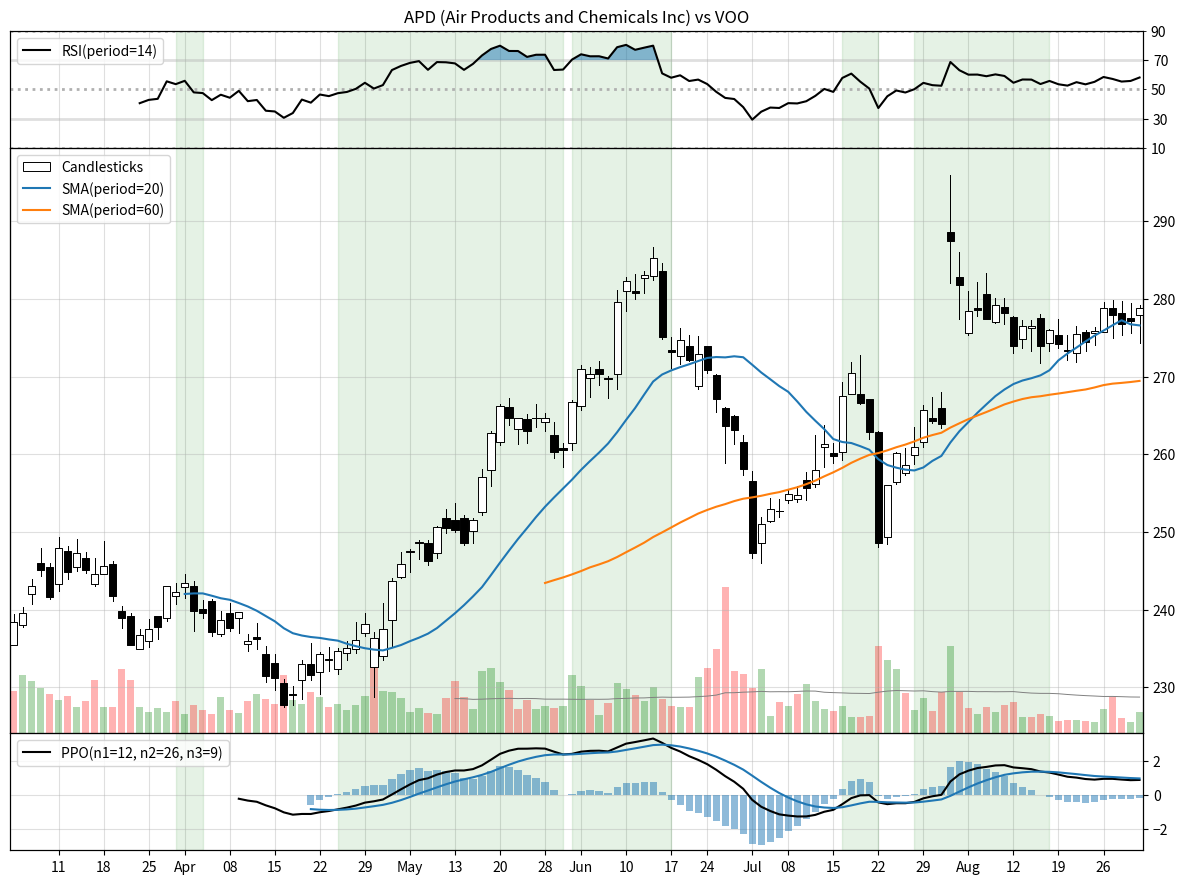 APD (Air Products and Chemicals Inc) vs VOO
RSI(period=14)
90
70
50
30
10
Candlesticks
SMA(period=20)
SMA(period=60)
290
280
270
260
250
240
230
PPO(n1=12, n2=26, n3=9)
2
0
−2
11 18 25 Apr 08 15 22 29 May 13 20 28 Jun 10 17 24 Jul 08 15 22 29 Aug 12 19 26